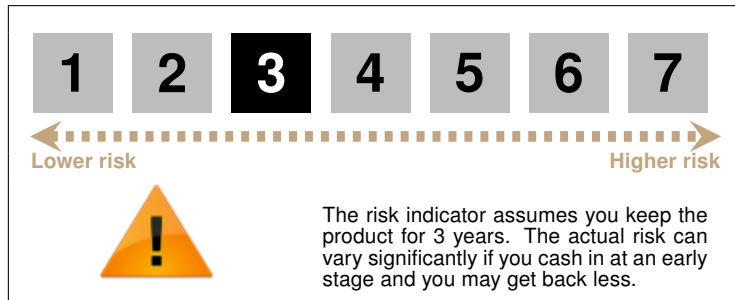 1 2 3 4 5 6 7
Lower risk Higher risk
!
The risk indicator assumes you keep the
product for 3 years. The actual risk can
vary significantly if you cash in at an early
stage and you may get back less.